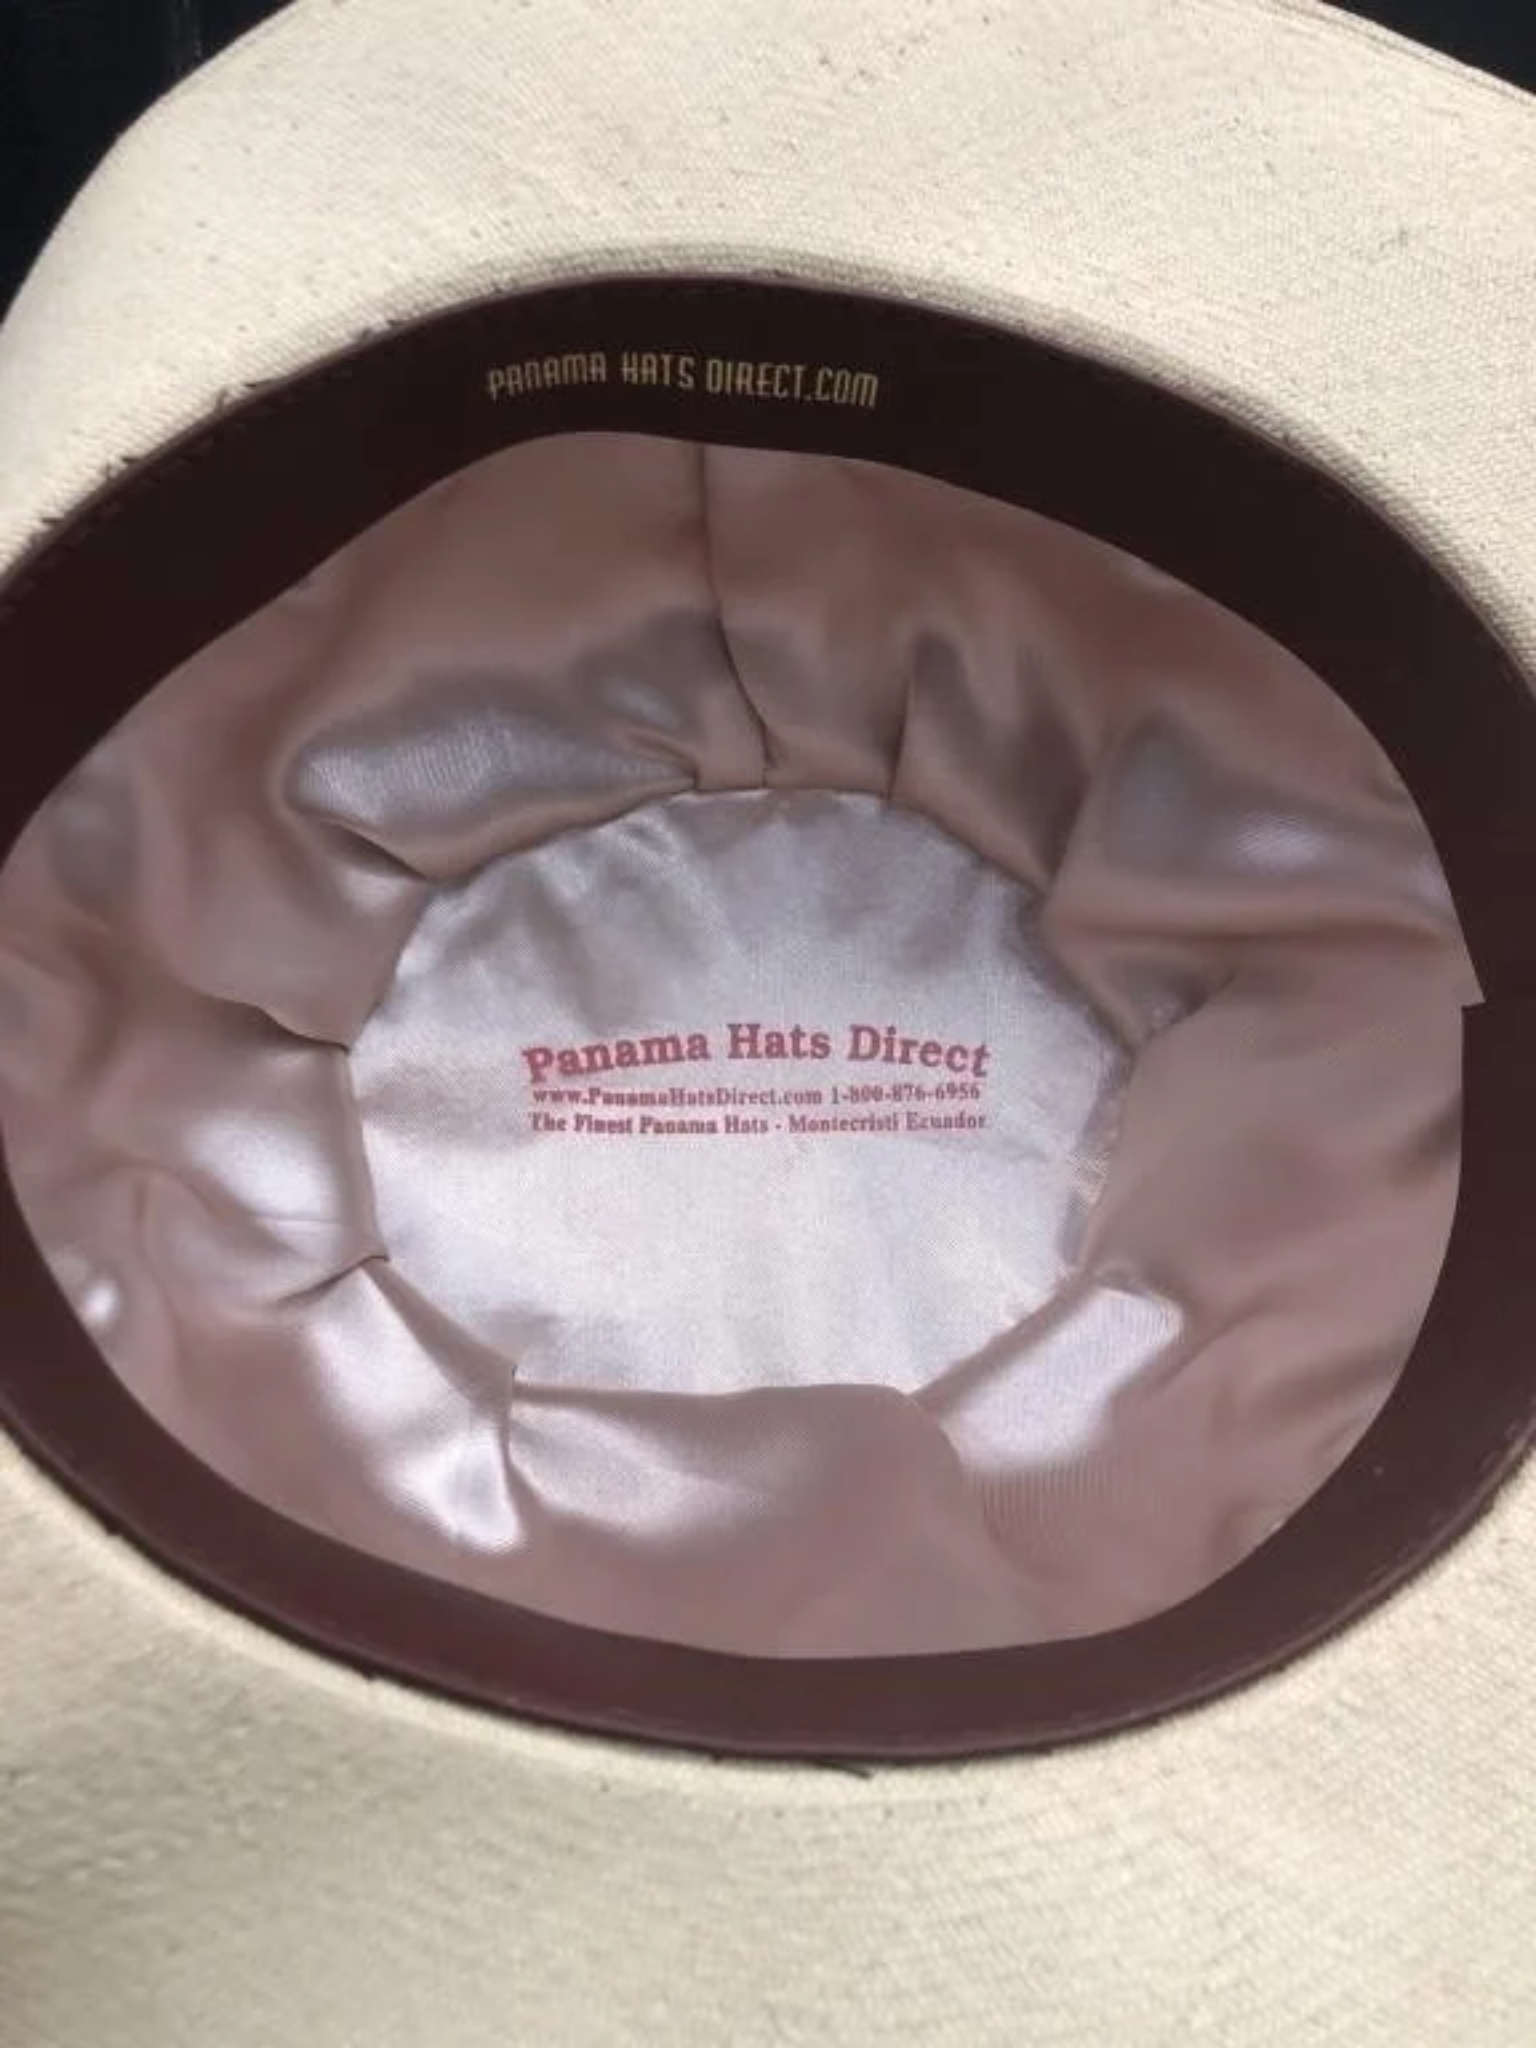 PANAMA HATS DIRECT.COM
Panama Hats Direct
www.PanamaHatsDirect.com 1-800-876-6956
The Finest Panama Hats - Montecristi Ecuador